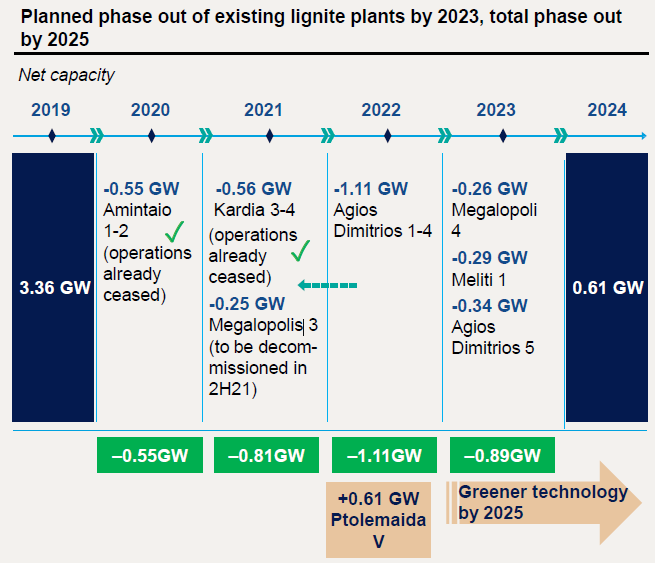 Planned phase out of existing lignite plants by 2023, total phase out
by 2025
Net capacity
2019
2020
2021
2022
2023
2024
3.36 GW
-0.55 GW
Amintaio
1-2
(operations
already
ceased)
-0.56 GW
Kardia 3-4
(operations
already
ceased)
-0.25 GW
Megalopolis 3
(to be decom-
missioned in
2H21)
-1.11 GW
Agios
Dimitrios 1-4
-0.26 GW
Megalopoli
4
-0.29 GW
Meliti 1
-0.34 GW
Agios
Dimitrios 5
0.61 GW
–0.55GW
–0.81GW
–1.11GW
–0.89GW
+0.61 GW
Ptolemaida
V
Greener technology
by 2025